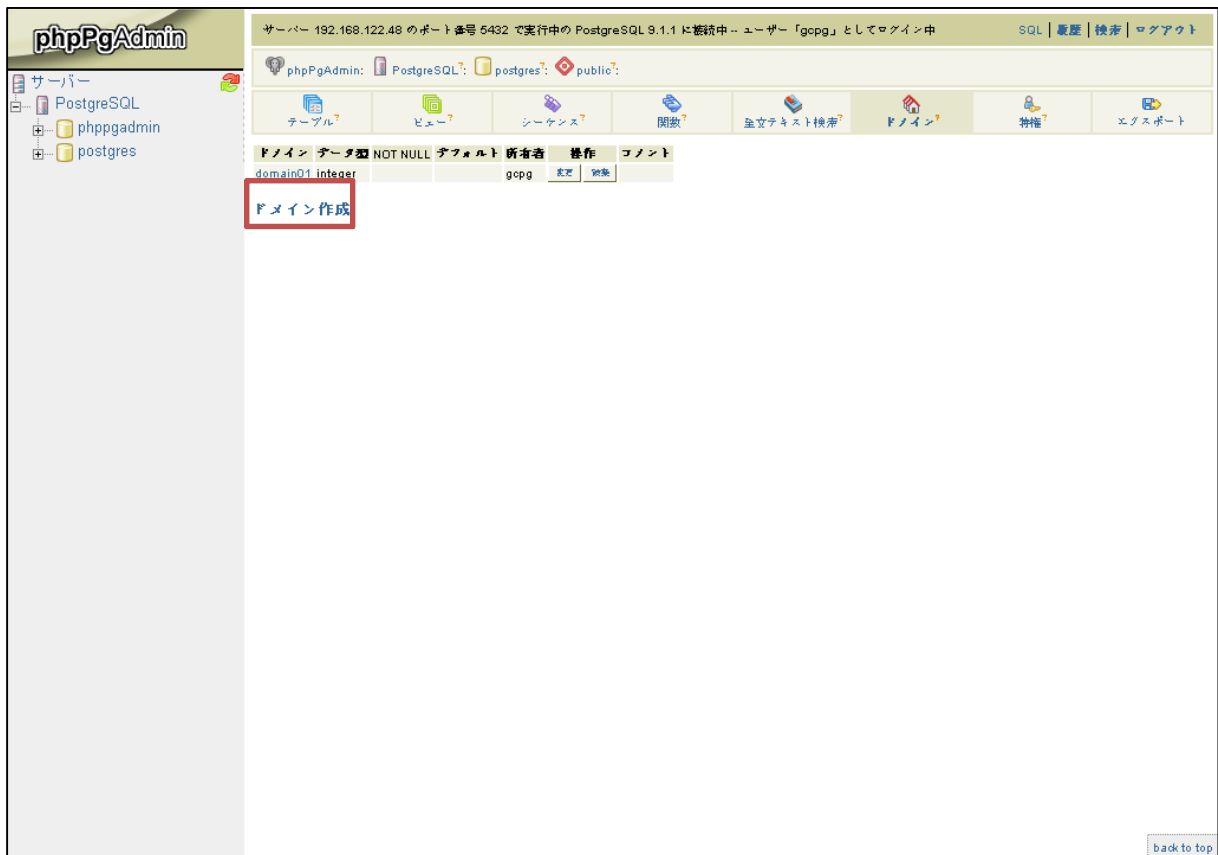 phpPgAdmin
サーバー
PostgreSQL
phppgadmin
postgres
サーバー 192.168.122.48 のポート番号 5432 で実行中の PostgreSQL 9.1.1 に接続中 -- ユーザー「gcpg」としてログイン中
SQL | 履歴 | 検索 | ログアウト
phpPgAdmin: PostgreSQL?: postgres?: public?:
テーブル? ビュー? シーケンス? 関数? 全文テキスト検索? ドメイン? 特権? エクスポート
ドメイン データ型 NOT NULL デフォルト 所有者 操作 コメント
domain01 integer gcpg 変更 破棄
ドメイン作成
back to top